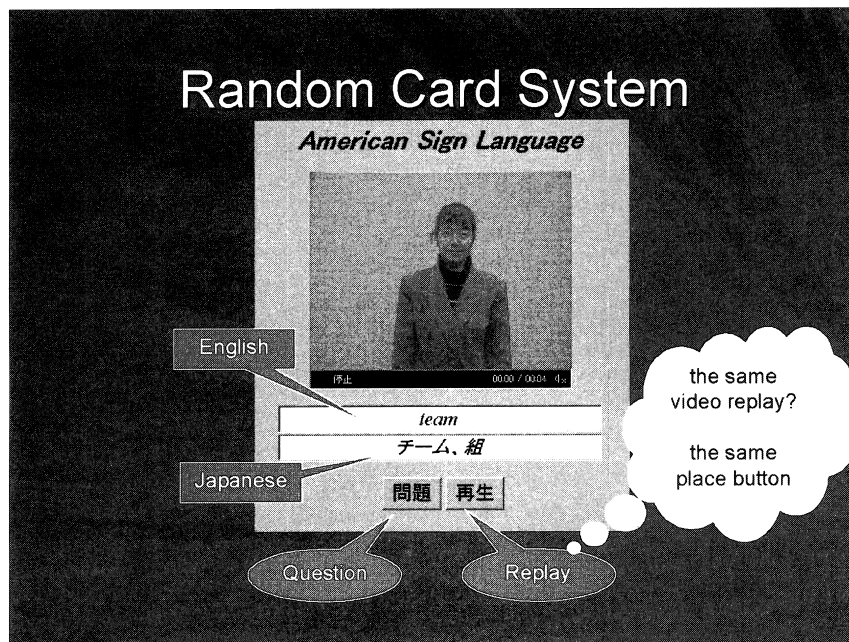 Random Card System
American Sign Language
停止 00:00 / 00:04
English
team
チーム、組
Japanese
問題 再生
Question
Replay
the same
video replay?
the same
place button